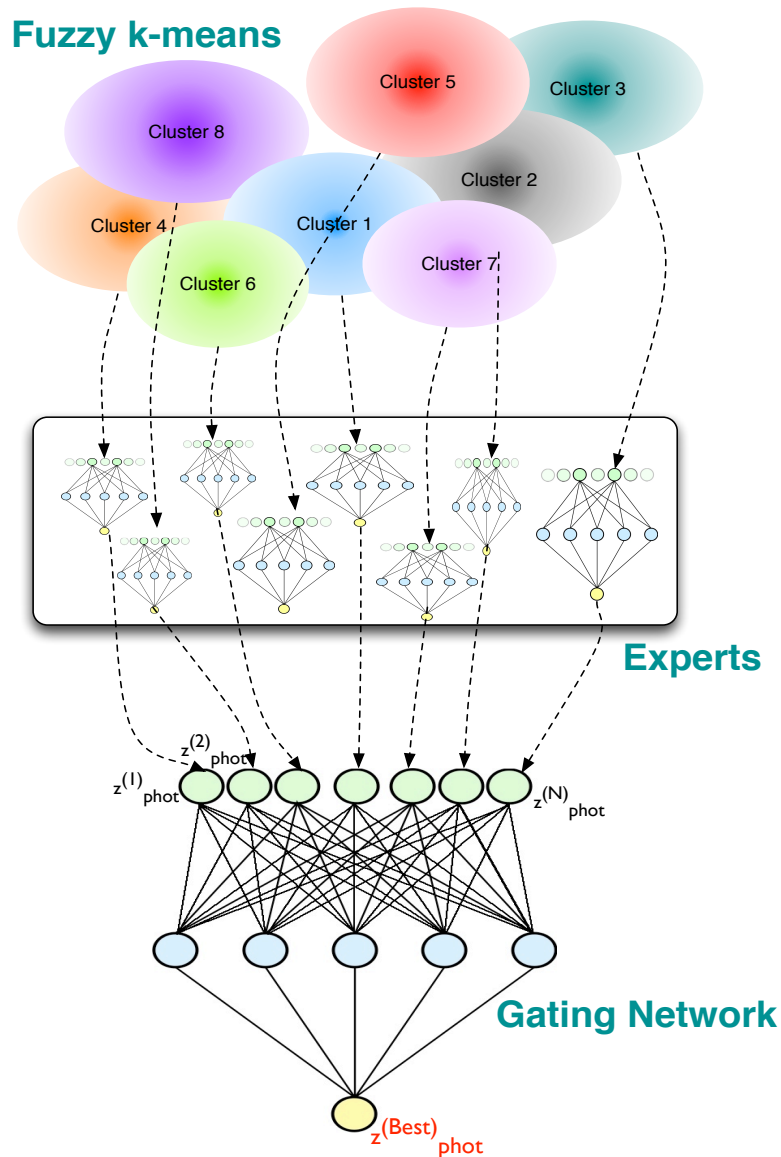 Fuzzy k-means
Cluster 5
Cluster 3
Cluster 8
Cluster 2
Cluster 4
Cluster 1
Cluster 7
Cluster 6
Experts
z(2)phot
z(1)phot
z(N)phot
Gating Network
z(Best)phot